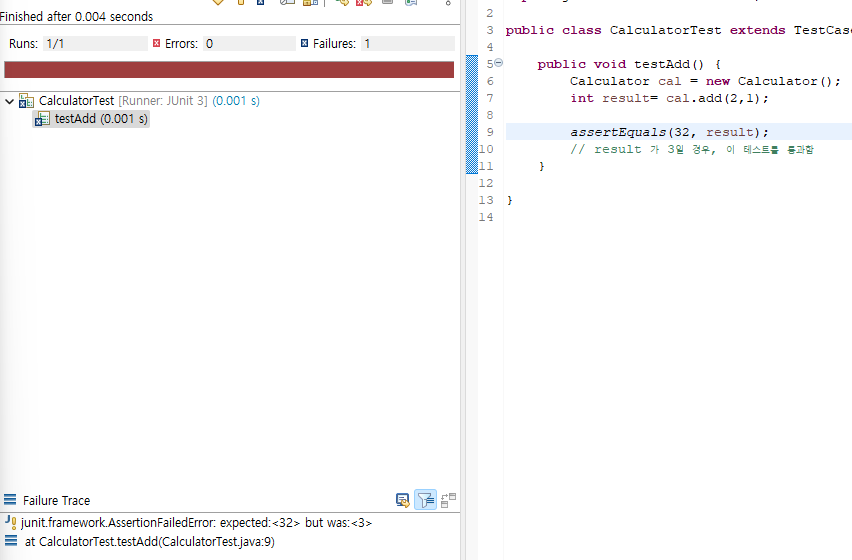 Finished after 0.004 seconds
Runs: 1/1 Errors: 0 Failures: 1
CalculatorTest [Runner: JUnit 3] (0.001 s)
testAdd (0.001 s)
Failure Trace
junit.framework.AssertionFailedError: expected:<32> but was:<3>
at CalculatorTest.testAdd(CalculatorTest.java:9)
2
3 public class CalculatorTest extends TestCas
4
5 public void testAdd() {
6 Calculator cal = new Calculator();
7 int result= cal.add(2,1);
8
9 assertEquals(32, result);
10 // result 가 3일 경우, 이 테스트를 통과함
11 }
12
13 }
14